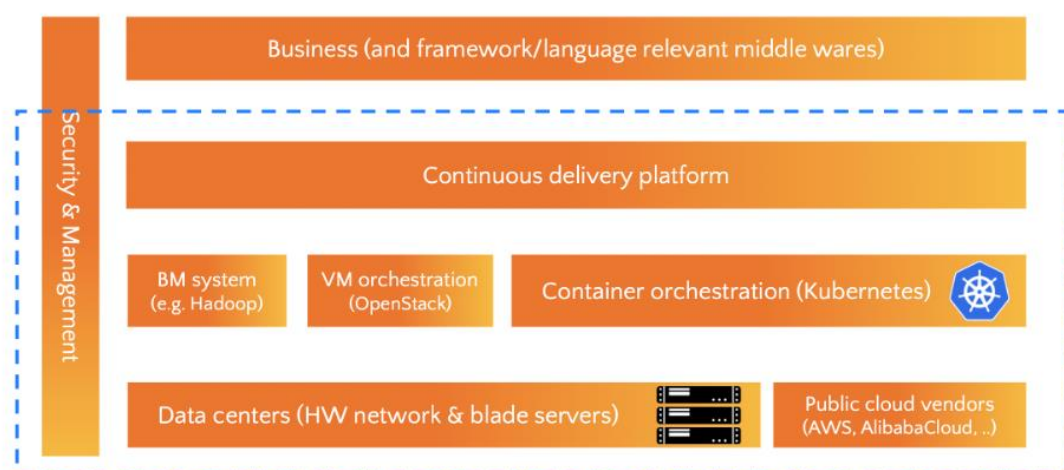 Security & Management
Business (and framework/language relevant middle wares)
Continuous delivery platform
BM system
(e.g. Hadoop)
VM orchestration
(OpenStack)
Container orchestration (Kubernetes)
Data centers (HW network & blade servers)
Public cloud vendors
(AWS, AlibabaCloud, ..)